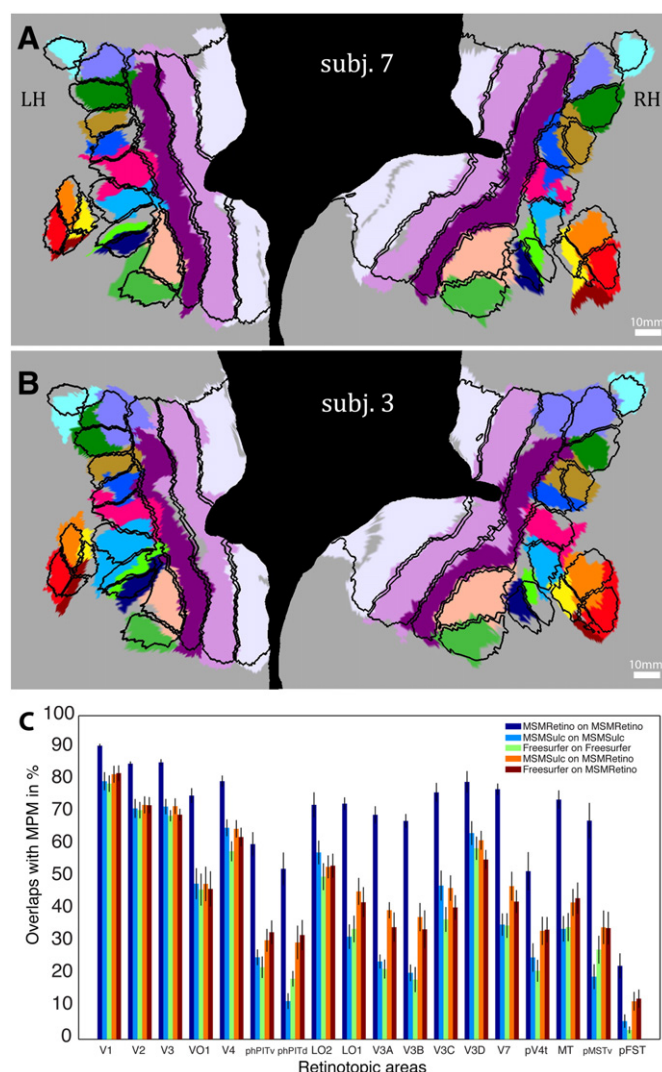 A
subj. 7
LH
RH
10mm
B
subj. 3
10mm
C
100
90
80
70
60
50
40
30
20
10
0
Overlaps with MPM in %
MSMRetino on MSMRetino
MSMSulc on MSMSulc
Freesurfer on Freesurfer
MSMSulc on MSMRetino
Freesurfer on MSMRetino
V1 V2 V3 VO1 V4 phPITv phPITd LO2 LO1 V3A V3B V3C V3D V7 pV4t MT pMSTv pFST
Retinotopic areas